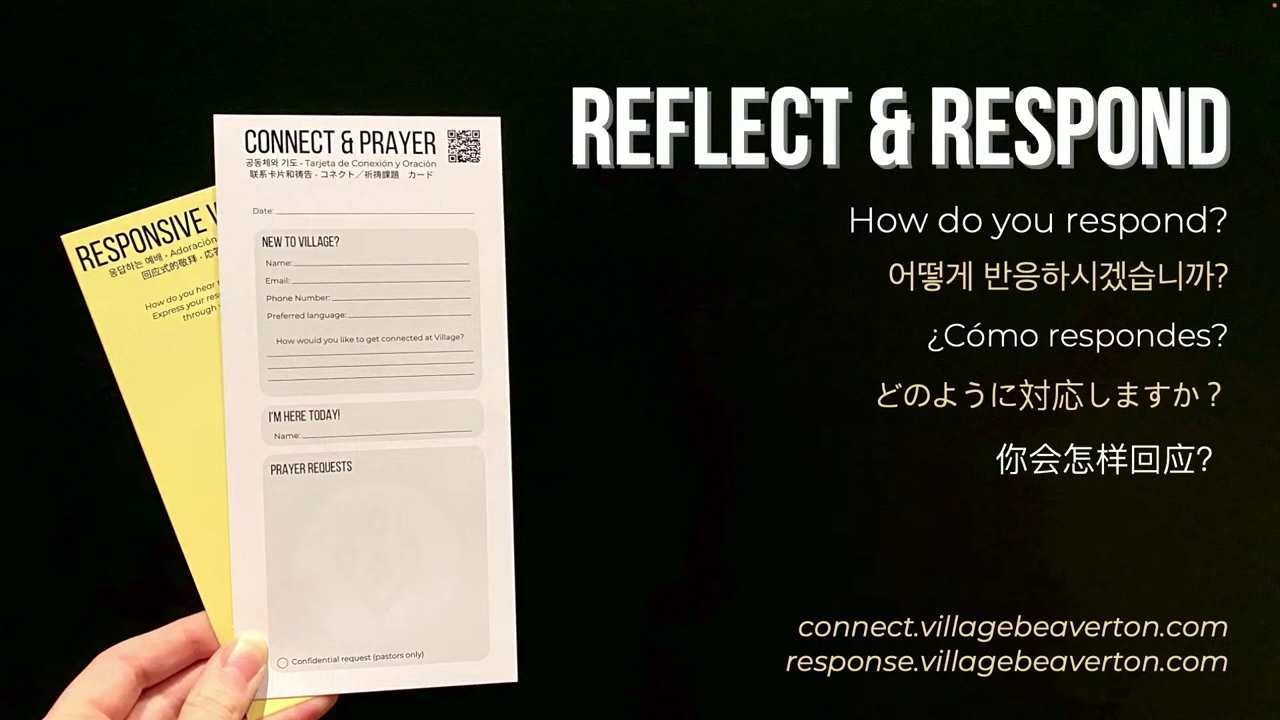 REFLECT & RESPOND
How do you respond?
어떻게 반응하시겠습니까?
¿Cómo respondes?
どのように対応しますか？
你会怎样回应?
connect.villagebeaverton.com
response.villagebeaverton.com
CONNECT & PRAYER
공동체와 기도 · Tarjeta de Conexión y Oración
联系卡片和祷告 · コネクト／祈祷課題 カード
Date:
NEW TO VILLAGE?
Name:
Email:
Phone Number:
Preferred language:
How would you like to get connected at Village?
I'M HERE TODAY!
Name:
PRAYER REQUESTS
Confidential request (pastors only)
RESPONSIVE
응답하는 예배 · Adoración
回应式的敬拜 · 応答
How do you hear
Express your
through